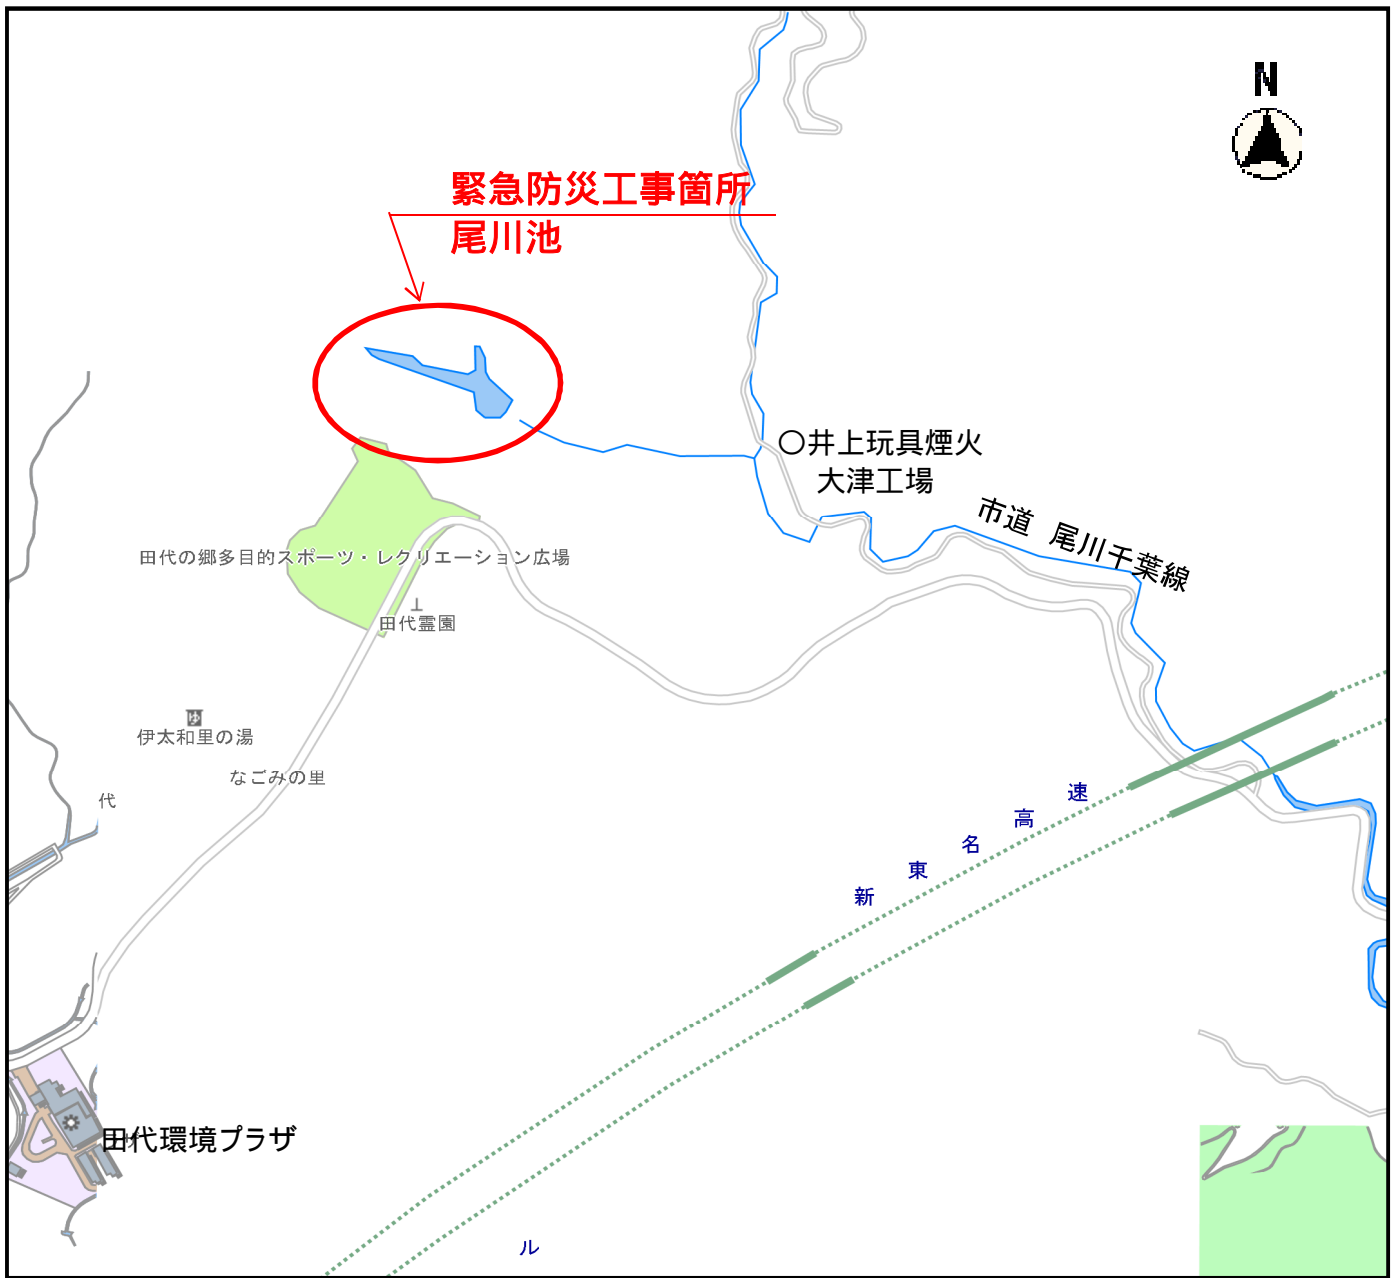 N
緊急防災工事箇所
尾川池
○井上玩具煙火
大津工場
市道 尾川千葉線
田代の郷多目的スポーツ・レクリエーション広場
田代霊園
ゆ
伊太和里の湯
なごみの里
代
新東名高速
田代環境プラザ
ル